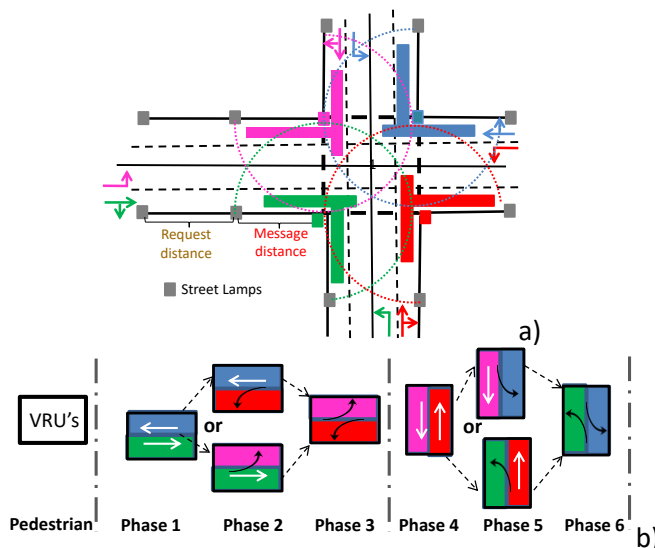 Request
distance
Message
distance
Street Lamps
a)
VRU's
or
or
Pedestrian Phase 1 Phase 2 Phase 3 Phase 4 Phase 5 Phase 6
b)